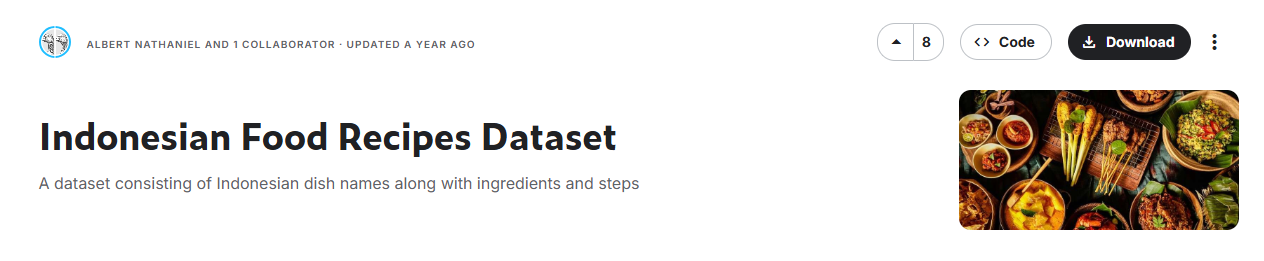 ALBERT NATHANIEL AND 1 COLLABORATOR · UPDATED A YEAR AGO
8
Code
Download
Indonesian Food Recipes Dataset
A dataset consisting of Indonesian dish names along with ingredients and steps